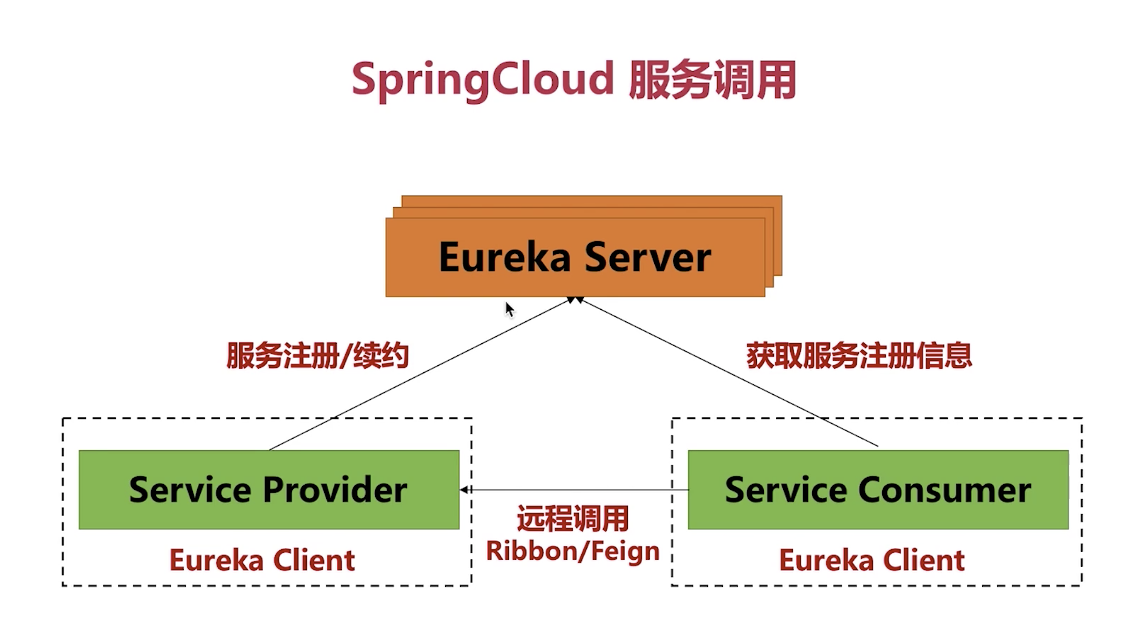 SpringCloud 服务调用
Eureka Server
服务注册/续约
获取服务注册信息
Service Provider
Service Consumer
远程调用
Ribbon/Feign
Eureka Client
Eureka Client